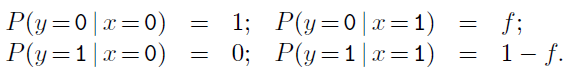 P(y=0 | x=0) = 1; P(y=0 | x=1) = f;
P(y=1 | x=0) = 0; P(y=1 | x=1) = 1 − f.